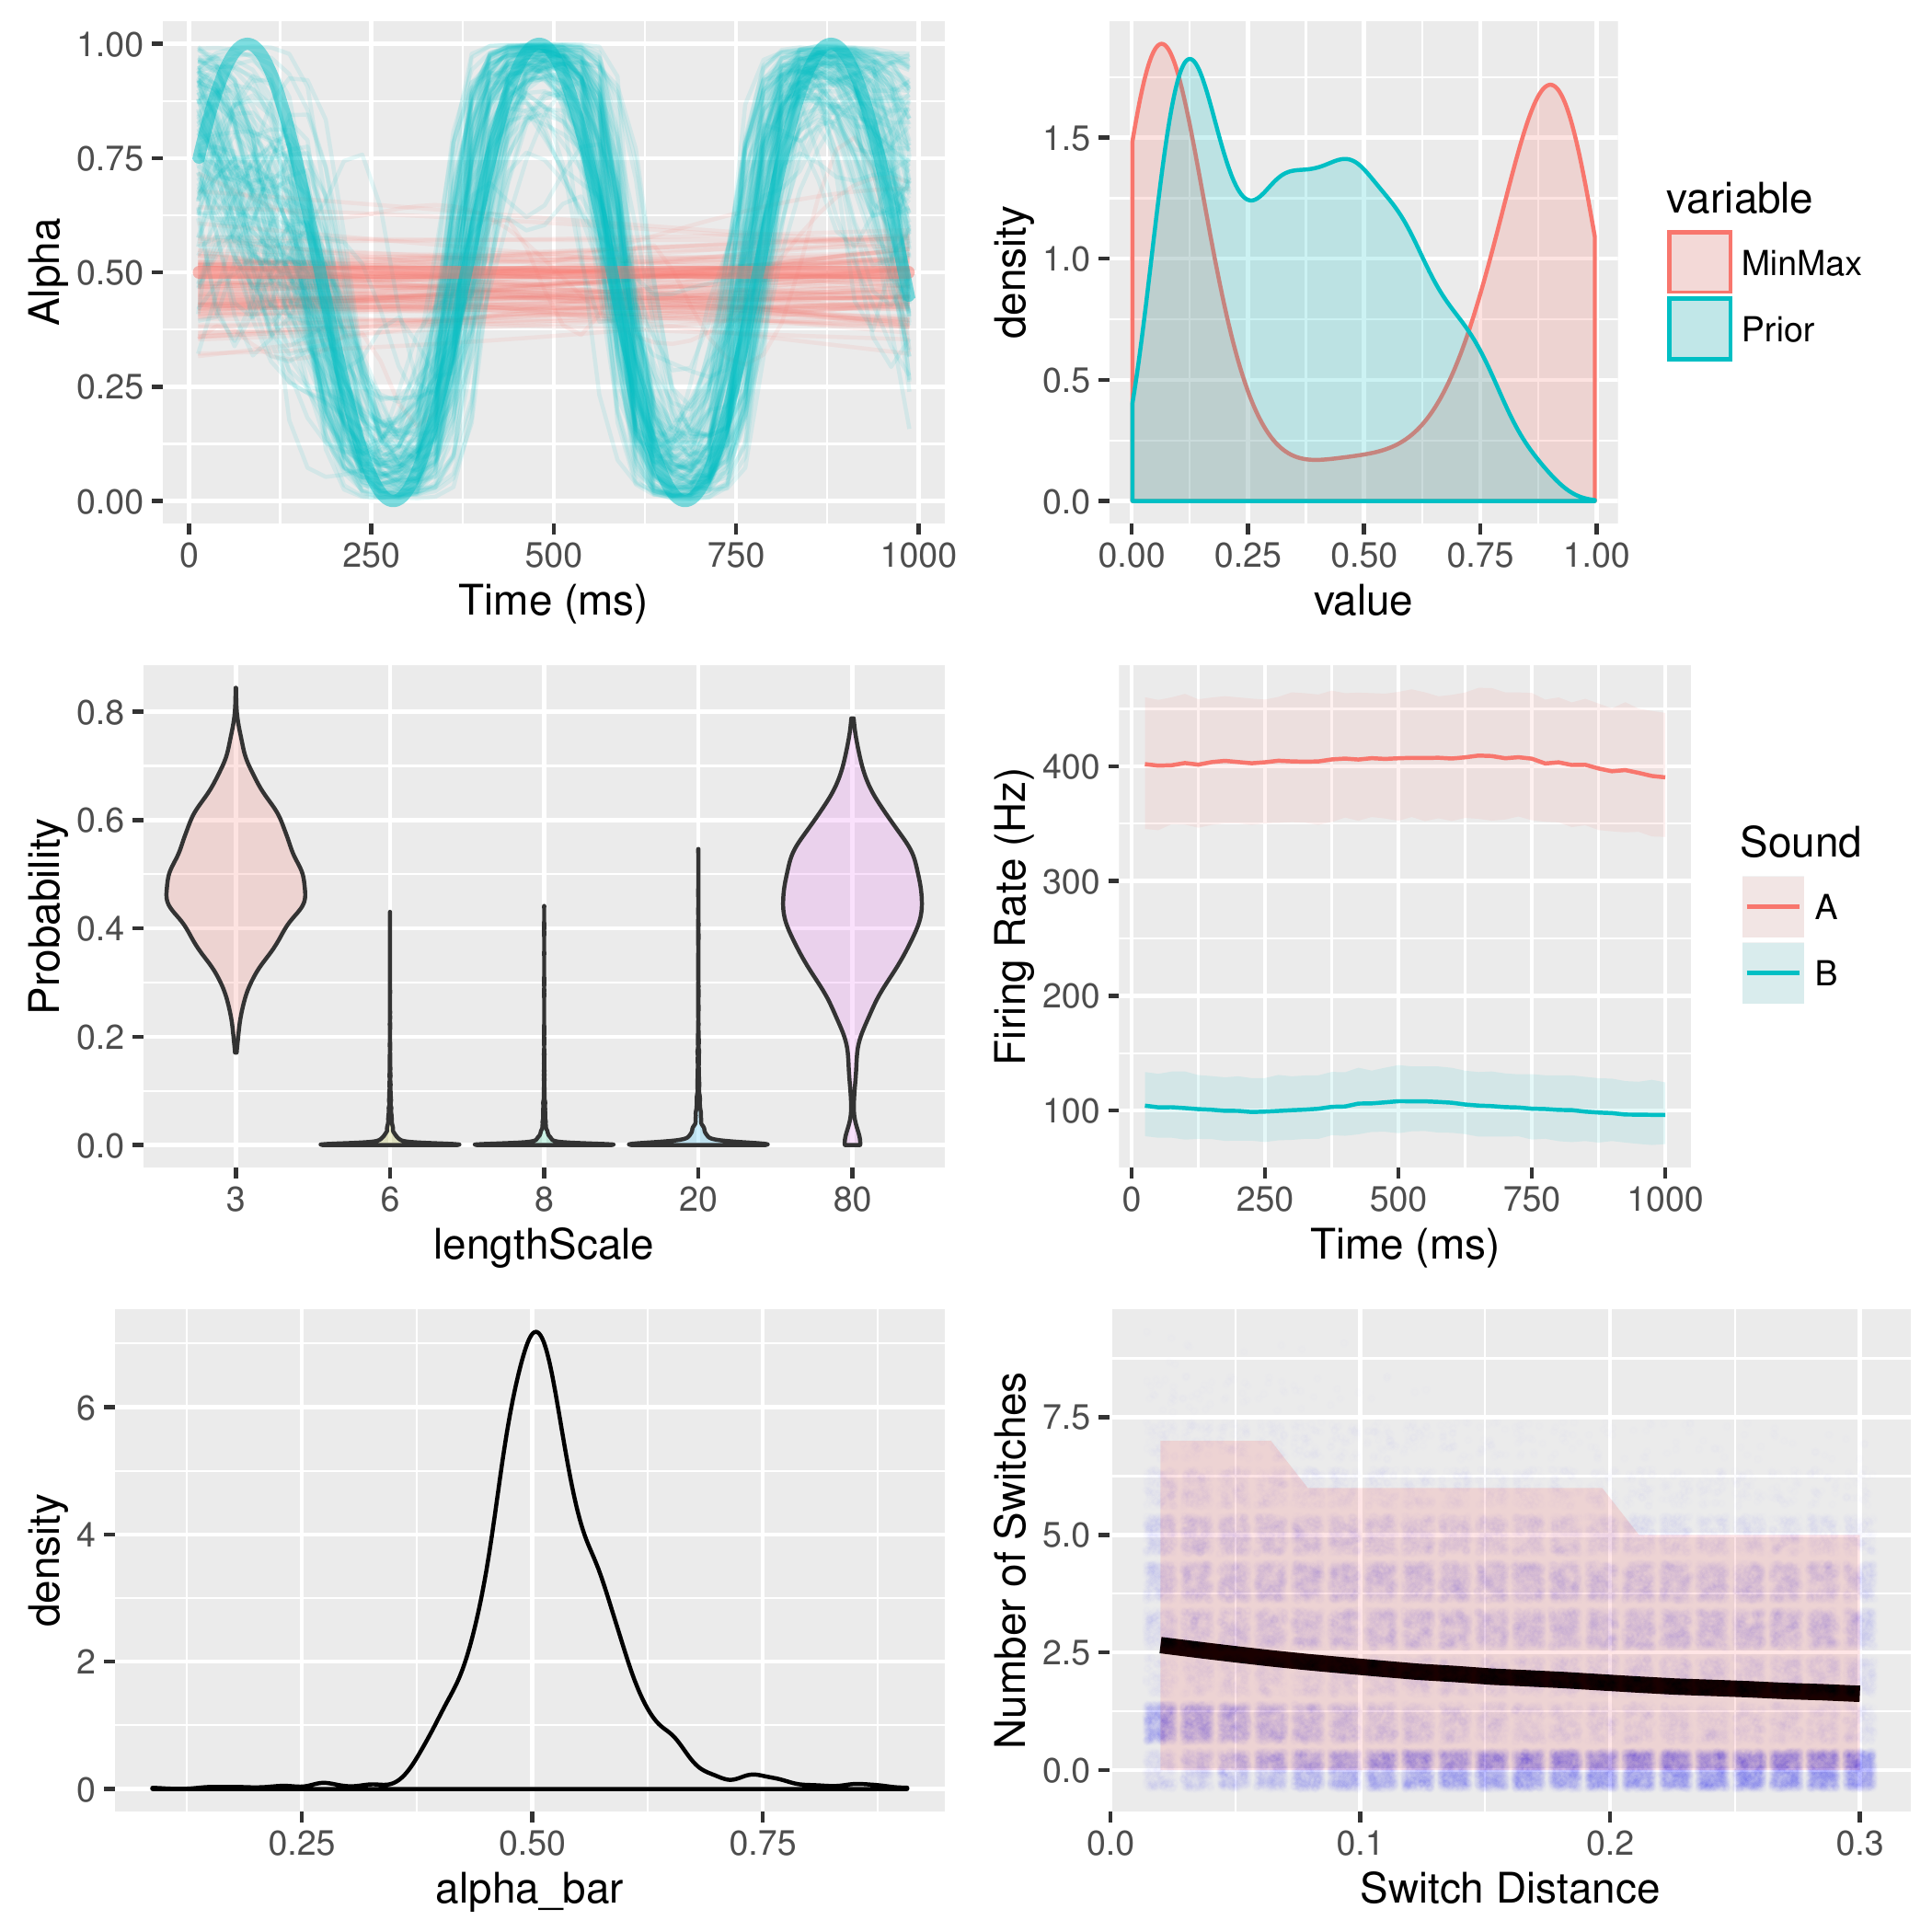 Alpha
1.00
0.75
0.50
0.25
0.00
0 250 500 750 1000
Time (ms)
density
1.5
1.0
0.5
0.0
0.00 0.25 0.50 0.75 1.00
value
variable
MinMax
Prior
Probability
0.8
0.6
0.4
0.2
0.0
3 6 8 20 80
lengthScale
Firing Rate (Hz)
400
300
200
100
0 250 500 750 1000
Time (ms)
Sound
A
B
density
6
4
2
0
0.25 0.50 0.75
alpha_bar
Number of Switches
7.5
5.0
2.5
0.0
0.0 0.1 0.2 0.3
Switch Distance